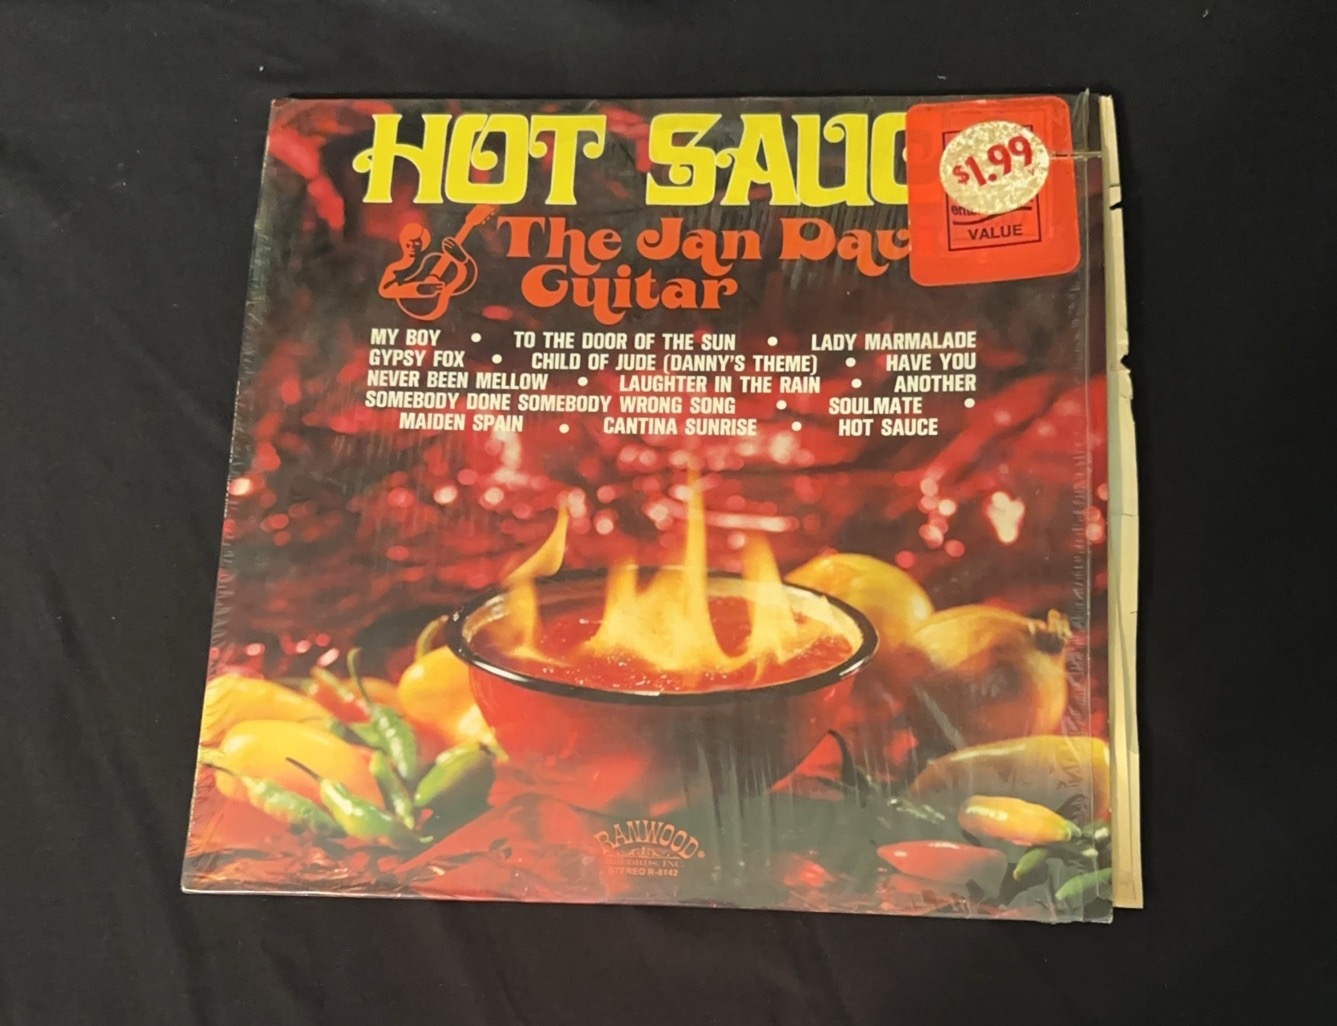 HOT SAUC
$1.99
VALUE
The Jan Dav
Guitar
MY BOY • TO THE DOOR OF THE SUN • LADY MARMALADE
GYPSY FOX • CHILD OF JUDE (DANNY'S THEME) • HAVE YOU
NEVER BEEN MELLOW • LAUGHTER IN THE RAIN • ANOTHER
SOMEBODY DONE SOMEBODY WRONG SONG • SOULMATE •
MAIDEN SPAIN • CANTINA SUNRISE • HOT SAUCE
RANWOOD
STEREO R-8142